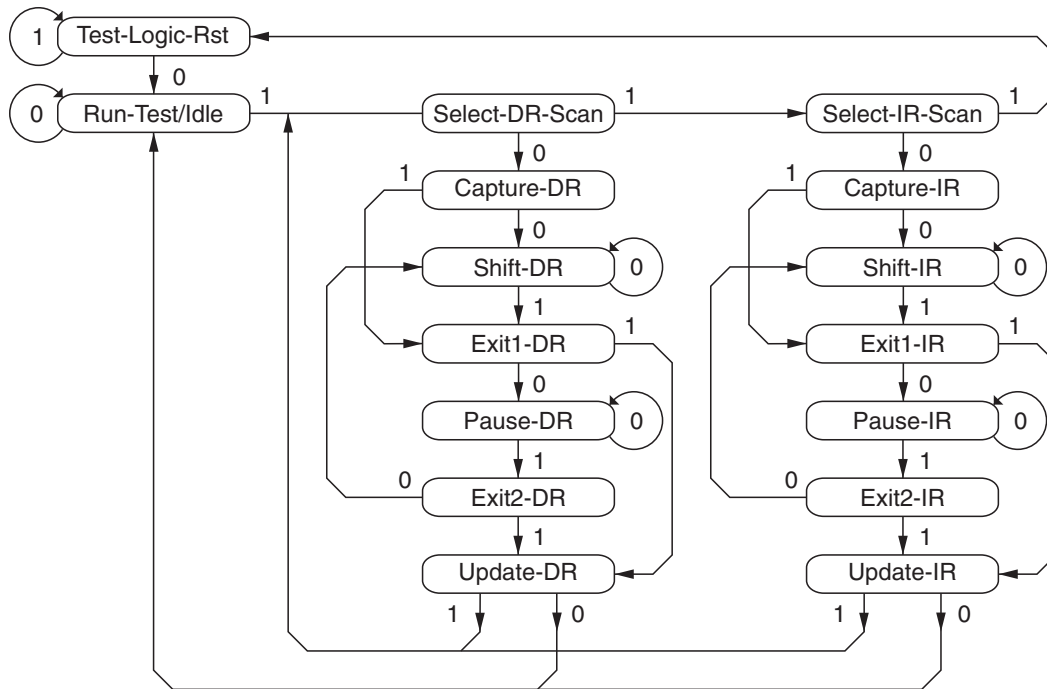 1 Test-Logic-Rst
0
0 Run-Test/Idle 1 Select-DR-Scan 1 Select-IR-Scan 1
0 0
1 Capture-DR 1 Capture-IR
0 0
Shift-DR 0 Shift-IR 0
1 1
Exit1-DR 1 Exit1-IR 1
0 0
Pause-DR 0 Pause-IR 0
1 1
0 Exit2-DR 0 Exit2-IR
1 1
Update-DR Update-IR
1 0 1 0